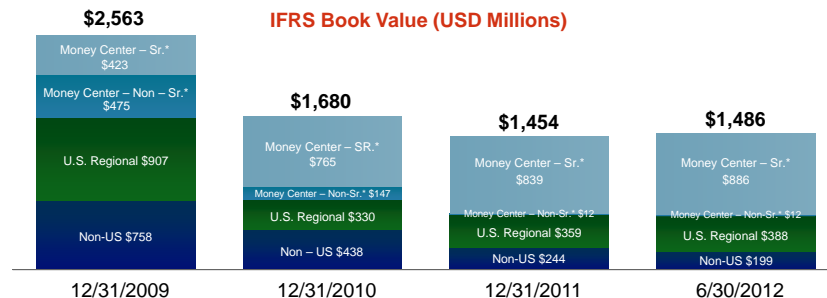 IFRS Book Value (USD Millions)
$2,563
Money Center – Sr.*
$423
Money Center – Non – Sr.*
$475
U.S. Regional $907
Non-US $758
12/31/2009
$1,680
Money Center – SR.*
$765
Money Center – Non-Sr.* $147
U.S. Regional $330
Non – US $438
12/31/2010
$1,454
Money Center – Sr.*
$839
Money Center – Non-Sr.* $12
U.S. Regional $359
Non-US $244
12/31/2011
$1,486
Money Center – Sr.*
$886
Money Center – Non-Sr.* $12
U.S. Regional $388
Non-US $199
6/30/2012